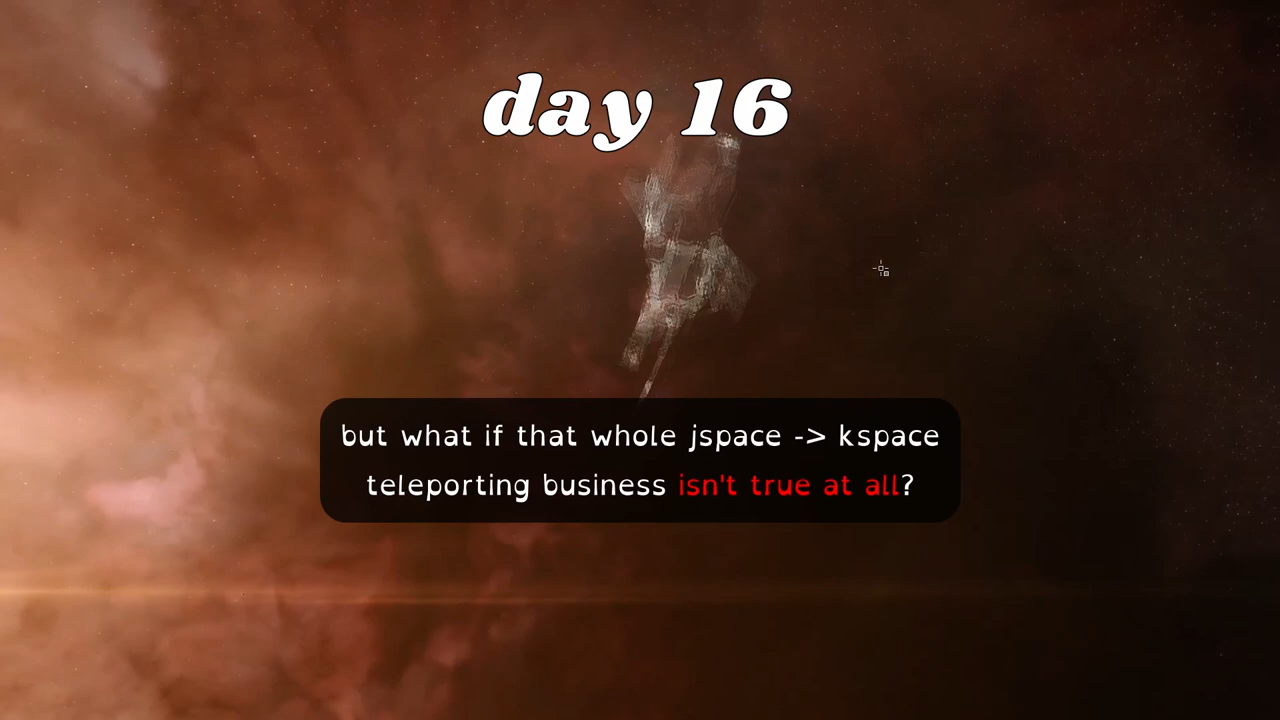 day 16
but what if that whole jspace -> kspace
teleporting business isn't true at all?